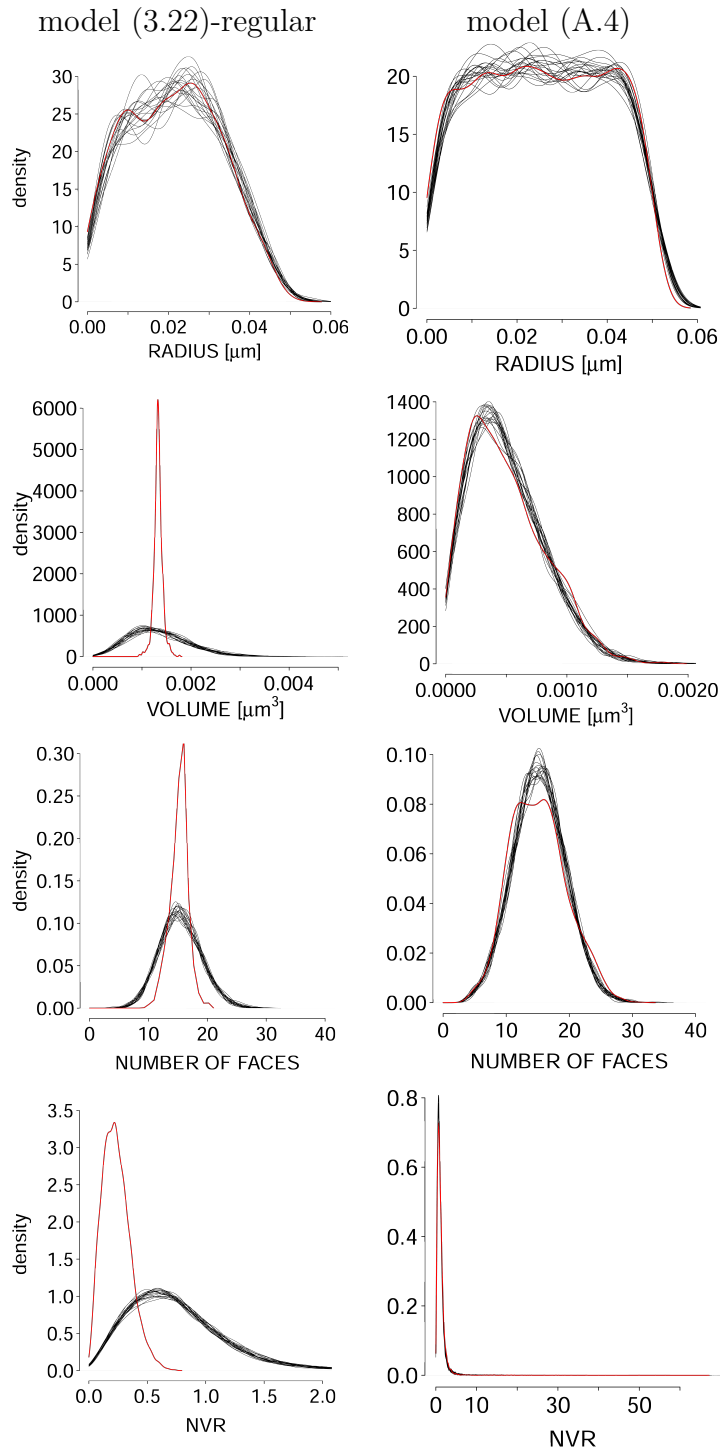 model (3.22)-regular
model (A.4)
density
30
25
20
15
10
5
0
0.00 0.02 0.04 0.06
RADIUS [μm]
20
15
10
5
0
0.00 0.02 0.04 0.06
RADIUS [μm]
density
6000
5000
4000
3000
2000
1000
0
0.000 0.002 0.004
VOLUME [μm³]
1400
1200
1000
800
600
400
200
0
0.0000 0.0010 0.0020
VOLUME [μm³]
density
0.30
0.25
0.20
0.15
0.10
0.05
0.00
0 10 20 30 40
NUMBER OF FACES
0.10
0.08
0.06
0.04
0.02
0.00
0 10 20 30 40
NUMBER OF FACES
density
3.5
3.0
2.5
2.0
1.5
1.0
0.5
0.0
0.0 0.5 1.0 1.5 2.0
NVR
0.8
0.6
0.4
0.2
0.0
0 10 30 50
NVR